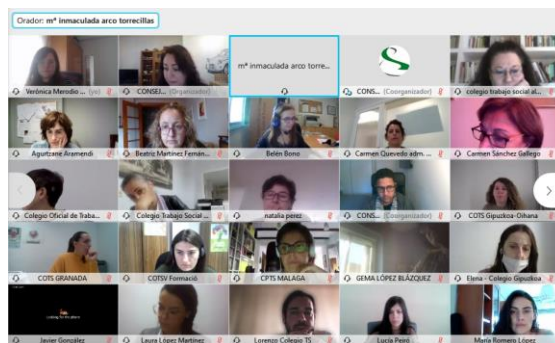 Orador: mª inmaculada arco torrecillas
mª inmaculada arco torre...
Verónica Merodio ... (yo)
CONSEJ... (Organizador)
CONS... (Coorganizador)
colegio trabajo social al...
Agurtzane Aramendi
Beatriz Martínez Fernán...
Belén Bono
Carmen Quevedo adm. ...
Carmen Sánchez Gallego
Colegio Oficial de Traba...
Colegio Trabajo Social ...
natalia perez
CONS... (Coorganizador)
COTS Gipuzkoa-Oihana
COTS GRANADA
COTSV Formació
CPTS MALAGA
GEMA LÓPEZ BLÁZQUEZ
Elena - Colegio Gipuzkoa
Javier González
Laura López Martínez
Lorenzo Colegio TS
Lucía Peiró
María Romero López